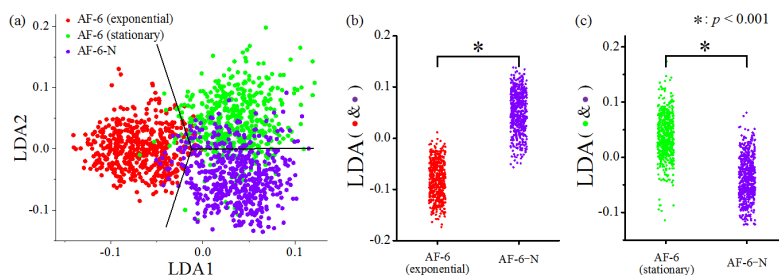 (a)
AF-6 (exponential)
AF-6 (stationary)
AF-6-N
LDA2
0.2
0.1
0.0
-0.1
-0.1
0.0
0.1
LDA1
(b)
*
LDA( & )
0.2
0.1
0.0
-0.1
-0.2
AF-6
(exponential)
AF-6-N
(c)
*: p < 0.001
*
LDA( & )
0.2
0.1
0.0
-0.1
AF-6
(stationary)
AF-6-N